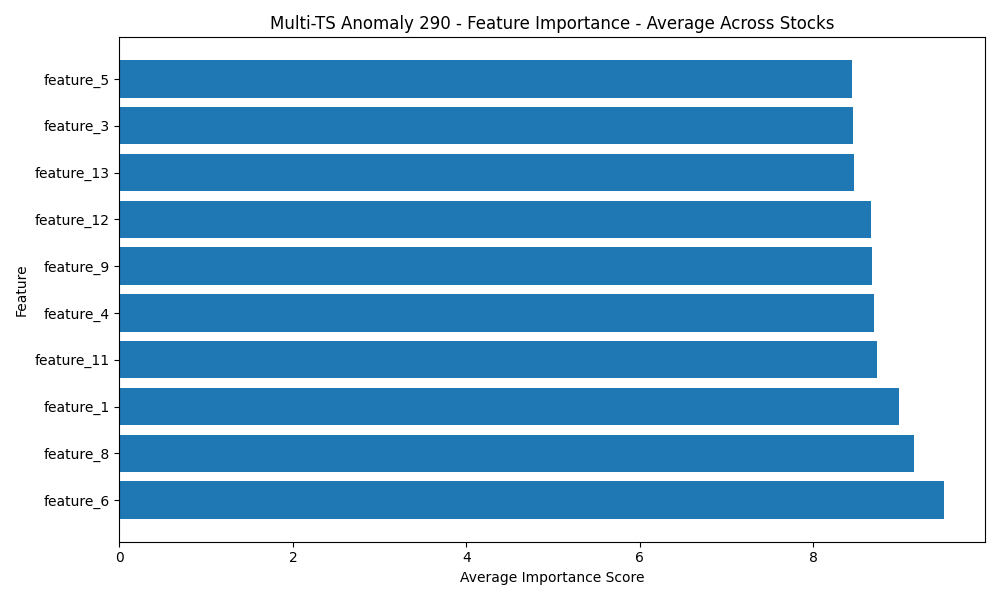 Multi-TS Anomaly 290 - Feature Importance - Average Across Stocks
Feature
feature_5
feature_3
feature_13
feature_12
feature_9
feature_4
feature_11
feature_1
feature_8
feature_6
0 2 4 6 8
Average Importance Score